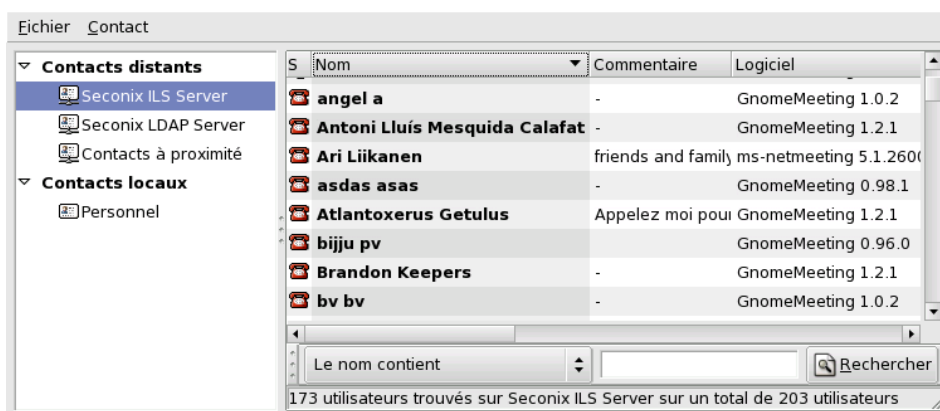 Fichier Contact
Contacts distants
Seconix ILS Server
Seconix LDAP Server
Contacts à proximité
Contacts locaux
Personnel
S Nom Commentaire Logiciel
angel a - GnomeMeeting 1.0.2
Antoni Lluís Mesquida Calafat - GnomeMeeting 1.2.1
Ari Liikanen friends and family ms-netmeeting 5.1.2600
asdas asas - GnomeMeeting 0.98.1
Atlantoxerus Getulus Appelez moi pour GnomeMeeting 1.2.1
bijju pv GnomeMeeting 0.96.0
Brandon Keepers - GnomeMeeting 1.2.1
bv bv - GnomeMeeting 1.0.2
Le nom contient Rechercher
173 utilisateurs trouvés sur Seconix ILS Server sur un total de 203 utilisateurs